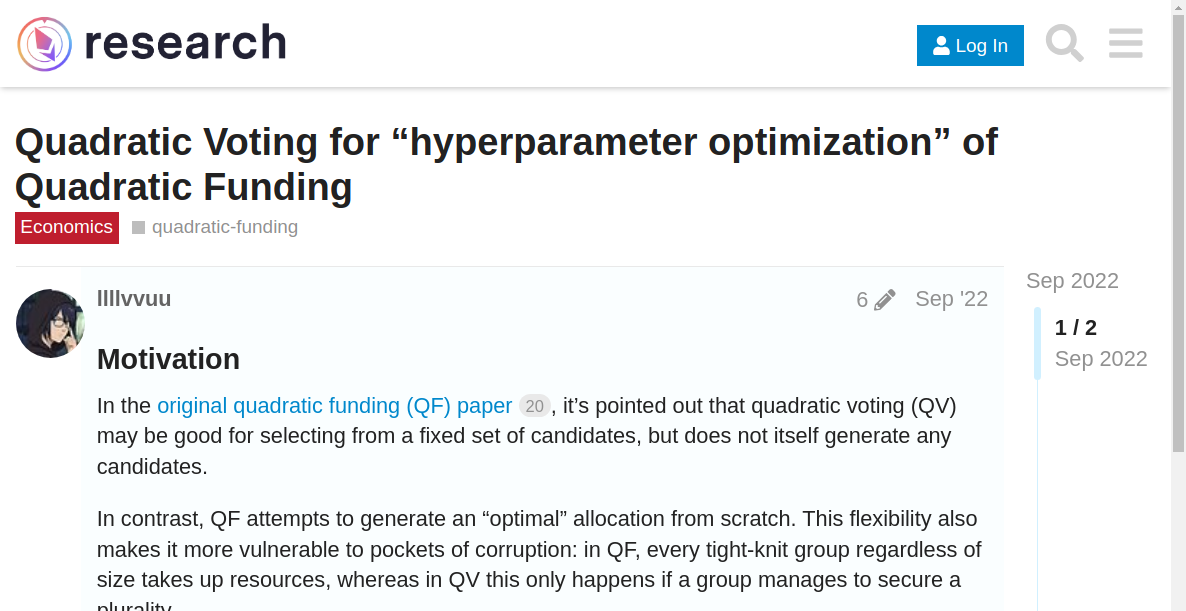 research
Log In
Quadratic Voting for “hyperparameter optimization” of
Quadratic Funding
Economics quadratic-funding
llllvvuu 6 Sep '22
Sep 2022
1 / 2
Sep 2022
Motivation
In the original quadratic funding (QF) paper 20, it’s pointed out that quadratic voting (QV)
may be good for selecting from a fixed set of candidates, but does not itself generate any
candidates.
In contrast, QF attempts to generate an “optimal” allocation from scratch. This flexibility also
makes it more vulnerable to pockets of corruption: in QF, every tight-knit group regardless of
size takes up resources, whereas in QV this only happens if a group manages to secure a
plurality